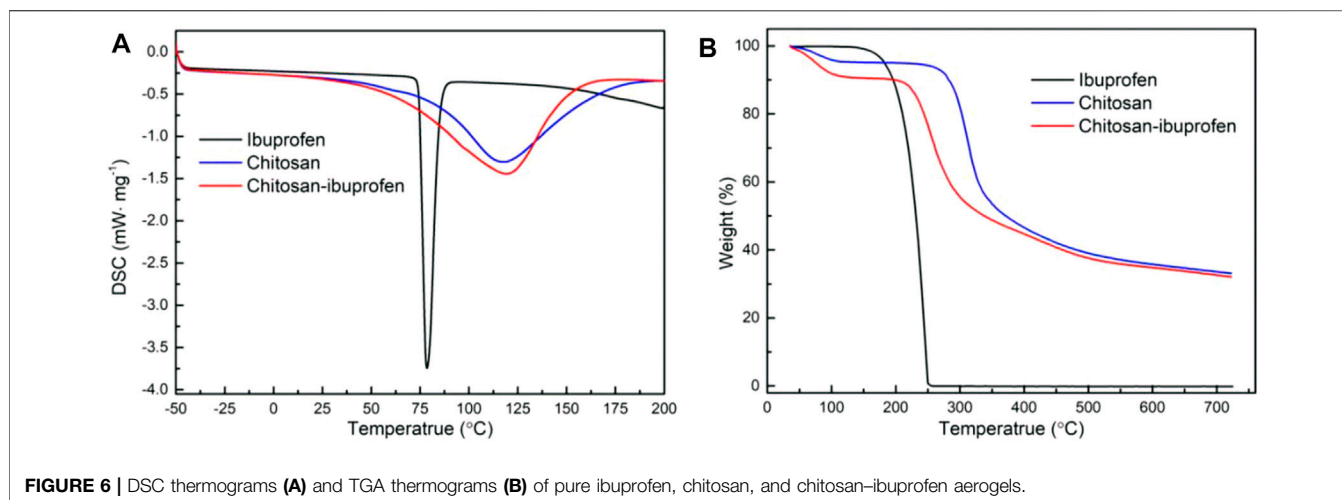 A
0.0
-0.5
-1.0
-1.5
-2.0
-2.5
-3.0
-3.5
-4.0
DSC (mW· mg⁻¹)
Ibuprofen
Chitosan
Chitosan-ibuprofen
-50 -25 0 25 50 75 100 125 150 175 200
Temperatrue (°C)
B
100
80
60
40
20
0
Weight (%)
Ibuprofen
Chitosan
Chitosan-ibuprofen
0 100 200 300 400 500 600 700
Temperatrue (°C)
FIGURE 6 | DSC thermograms (A) and TGA thermograms (B) of pure ibuprofen, chitosan, and chitosan–ibuprofen aerogels.